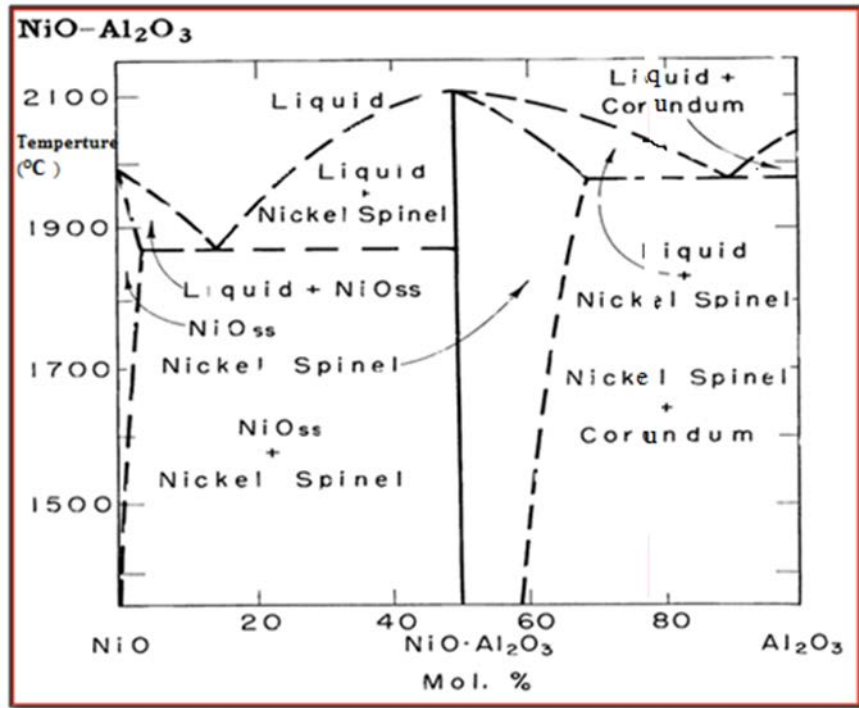 NiO-Al₂O₃
2100
Temperture
(°C )
1900
1700
1500
Liquid
Liquid +
Corundum
Liquid
+
Nickel Spinel
Liquid + NiOss
NiOss
Nickel Spinel
Liquid
+
Nickel Spinel
NiOss
+
Nickel Spinel
Nickel Spinel
+
Corundum
20
40
60
80
NiO
NiO·Al₂O₃
Al₂O₃
Mol. %